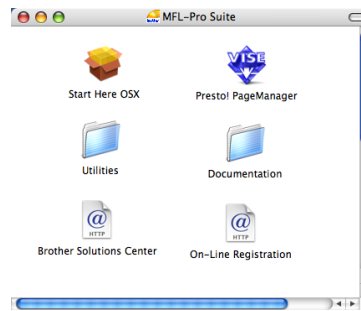 MFL-Pro Suite
Start Here OSX
VISE
Presto! PageManager
Utilities
Documentation
@
HTTP
Brother Solutions Center
@
HTTP
On-Line Registration